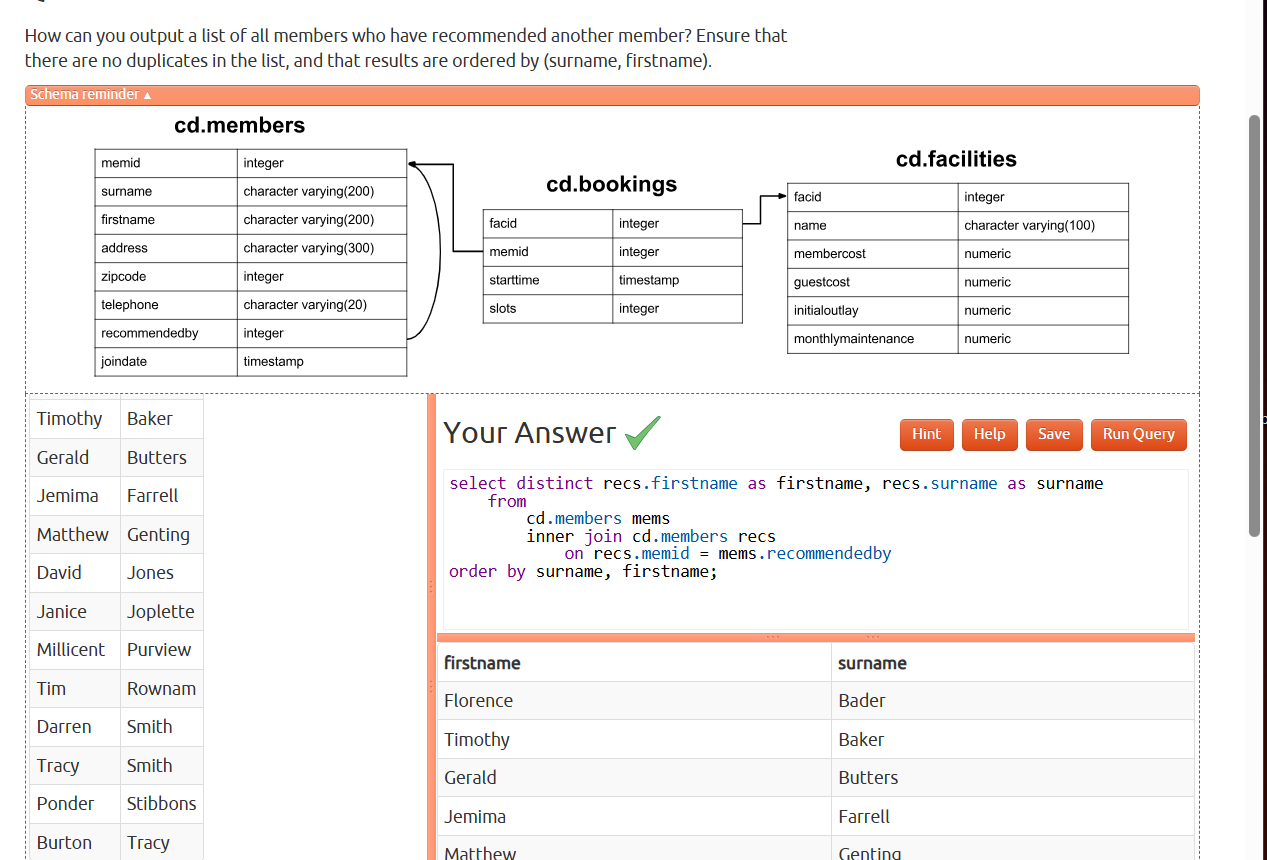 How can you output a list of all members who have recommended another member? Ensure that
there are no duplicates in the list, and that results are ordered by (surname, firstname).
Schema reminder ▲
cd.members
memid integer
surname character varying(200)
firstname character varying(200)
address character varying(300)
zipcode integer
telephone character varying(20)
recommendedby integer
joindate timestamp
cd.bookings
facid integer
memid integer
starttime timestamp
slots integer
cd.facilities
facid integer
name character varying(100)
membercost numeric
guestcost numeric
initialoutlay numeric
monthlymaintenance numeric
Timothy Baker
Gerald Butters
Jemima Farrell
Matthew Genting
David Jones
Janice Joplette
Millicent Purview
Tim Rownam
Darren Smith
Tracy Smith
Ponder Stibbons
Burton Tracy
Your Answer
Hint Help Save Run Query
select distinct recs.firstname as firstname, recs.surname as surname
from
cd.members mems
inner join cd.members recs
on recs.memid = mems.recommendedby
order by surname, firstname;
firstname surname
Florence Bader
Timothy Baker
Gerald Butters
Jemima Farrell
Matthew Genting